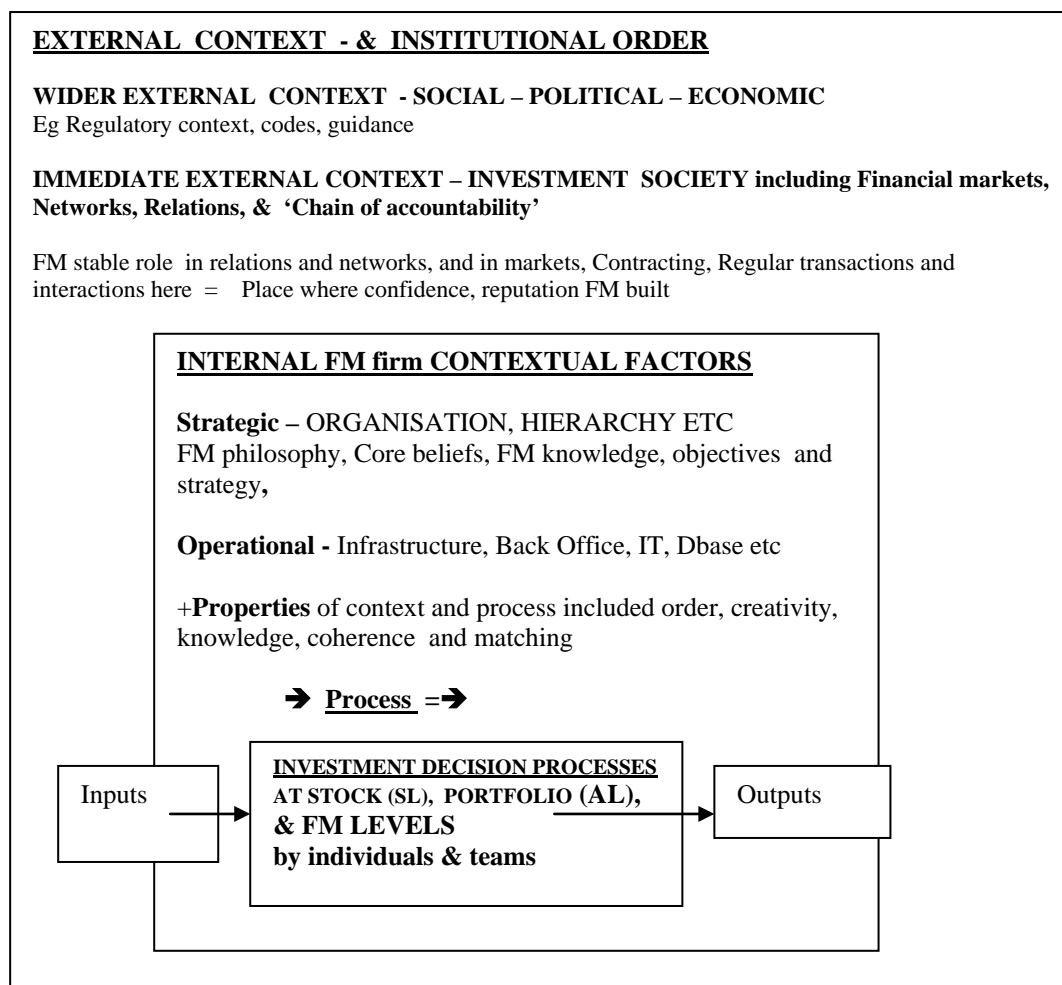 EXTERNAL CONTEXT - & INSTITUTIONAL ORDER
WIDER EXTERNAL CONTEXT - SOCIAL – POLITICAL – ECONOMIC
Eg Regulatory context, codes, guidance
IMMEDIATE EXTERNAL CONTEXT – INVESTMENT SOCIETY including Financial markets,
Networks, Relations, & ‘Chain of accountability’
FM stable role in relations and networks, and in markets, Contracting, Regular transactions and
interactions here = Place where confidence, reputation FM built
INTERNAL FM firm CONTEXTUAL FACTORS
Strategic – ORGANISATION, HIERARCHY ETC
FM philosophy, Core beliefs, FM knowledge, objectives and
strategy,
Operational - Infrastructure, Back Office, IT, Dbase etc
+Properties of context and process included order, creativity,
knowledge, coherence and matching
➔ Process =➔
Inputs
INVESTMENT DECISION PROCESSES
AT STOCK (SL), PORTFOLIO (AL),
& FM LEVELS
by individuals & teams
Outputs